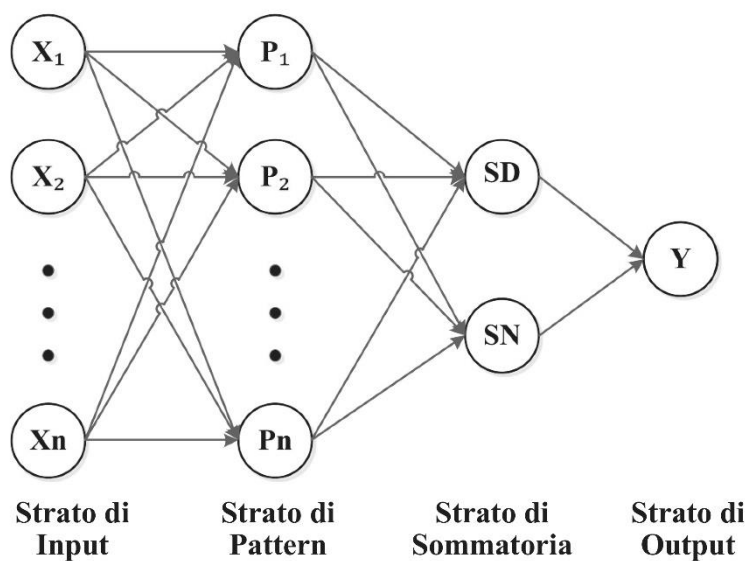 X₁
P₁
X₂
P₂
SD
Y
SN
Xn
Pn
Strato di
Input
Strato di
Pattern
Strato di
Sommatoria
Strato di
Output